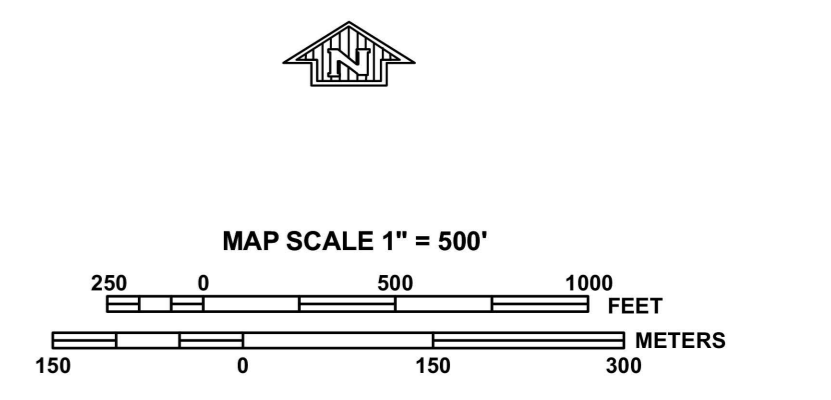 N
MAP SCALE 1" = 500'
250 0 500 1000
FEET
METERS
150 0 150 300